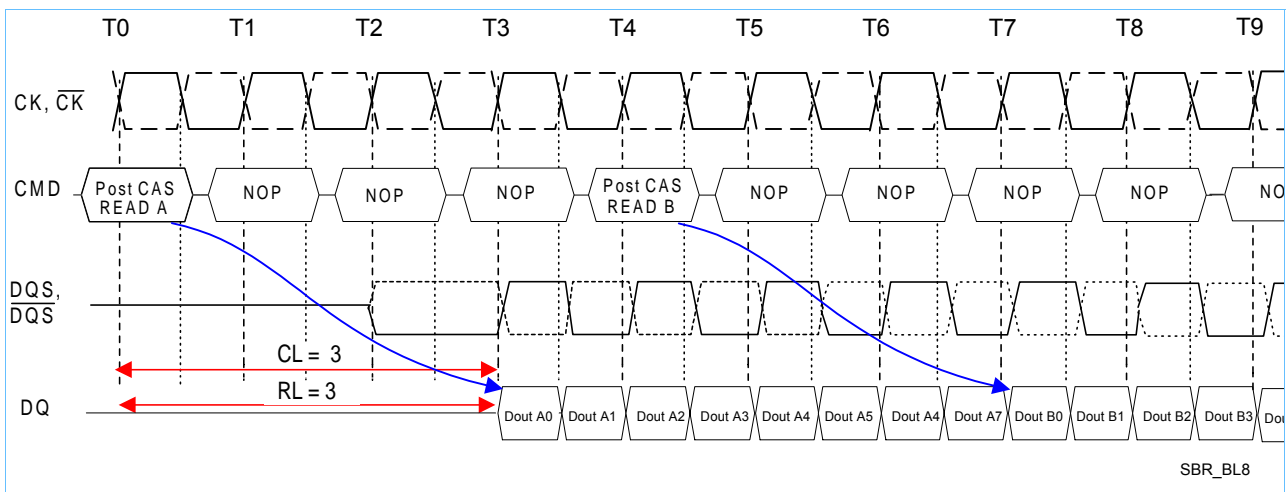 T0 T1 T2 T3 T4 T5 T6 T7 T8 T9
CK, CK
CMD
Post CAS
READ A
NOP
NOP
NOP
Post CAS
READ B
NOP
NOP
NOP
NOP
NO
DQS,
DQS
CL = 3
RL = 3
DQ
Dout A0 Dout A1 Dout A2 Dout A3 Dout A4 Dout A5 Dout A4 Dout A7 Dout B0 Dout B1 Dout B2 Dout B3 Dou
SBR_BL8